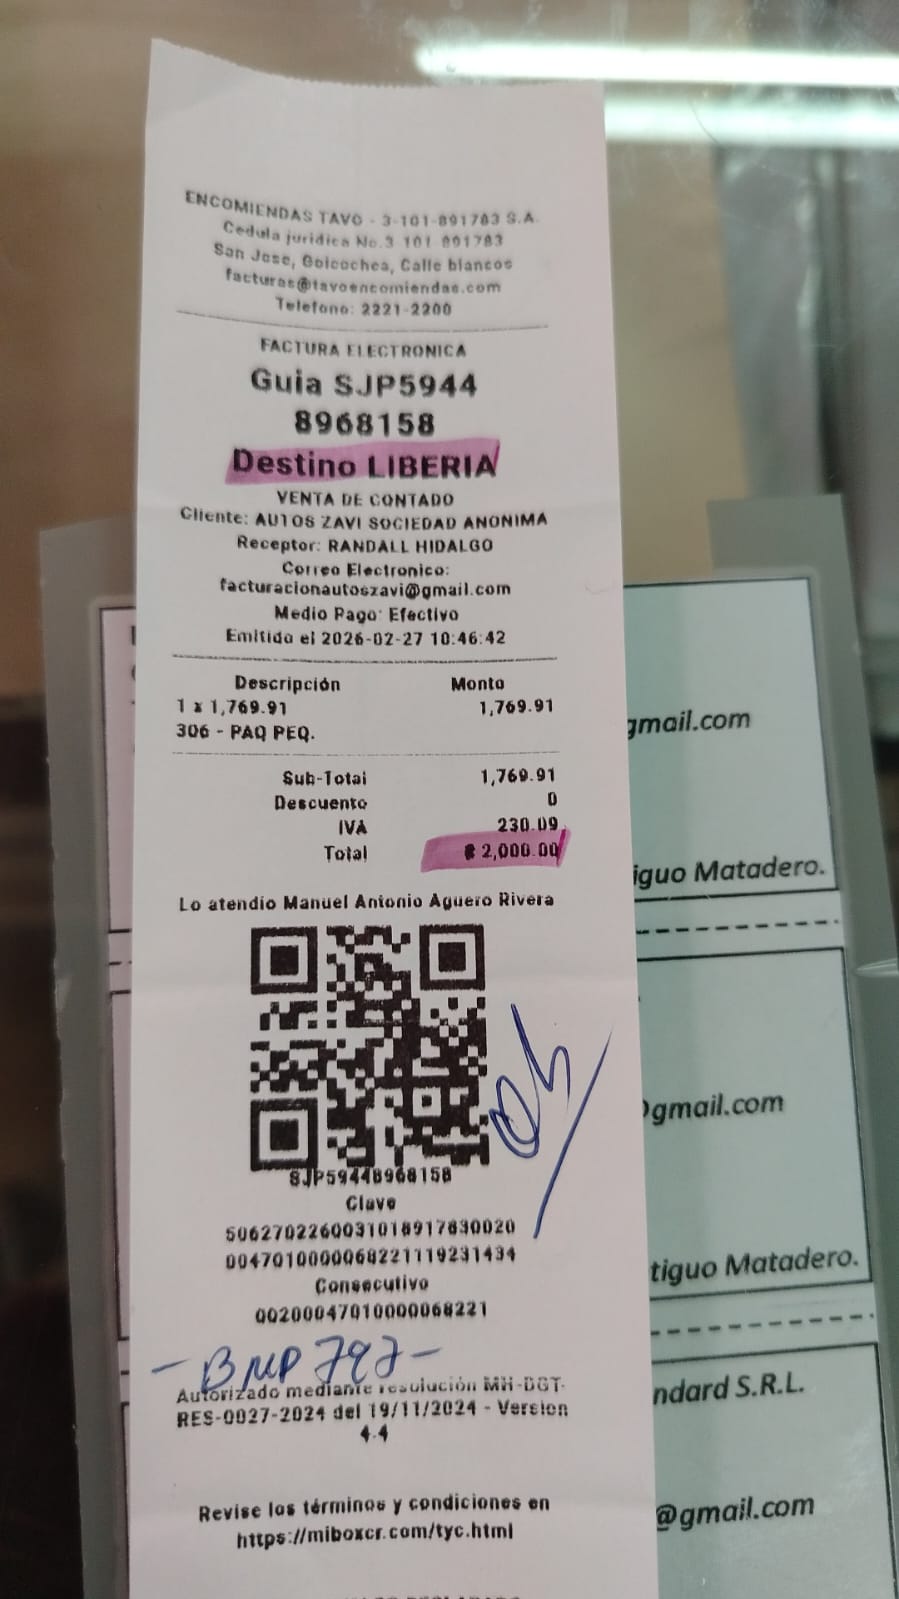 ENCOMIENDAS TAVO - 3-101-891783 S.A.
Cedula juridica No.3-101-891783
San Jose, Goicochea, Calle blancos
facturas@tavoencomiendas.com
Telefono: 2221-2200
FACTURA ELECTRONICA
Guia SJP5944
8968158
Destino LIBERIA
VENTA DE CONTADO
Cliente: AUTOS ZAVI SOCIEDAD ANONIMA
Receptor: RANDALL HIDALGO
Correo Electronico:
facturacionautoszavi@gmail.com
Medio Pago: Efectivo
Emitido el 2026-02-27 10:46:42
Descripción Monto
1 x 1,769.91 1,769.91
306 - PAQ PEQ.
Sub-Total 1,769.91
Descuento 0
IVA 230.09
Total ₡ 2,000.00
Lo atendio Manuel Antonio Aguero Rivera
SJP59448968158
Clave
5062702260031018917830020
0047010000068221119231434
Consecutivo
00200047010000068221
Autorizado mediante resolución MH-DGT-
RES-0027-2024 del 19/11/2024 - Version
4.4
Revise los términos y condiciones en
https://miboxcr.com/tyc.html
gmail.com
iguo Matadero.
@gmail.com
tiguo Matadero.
ndard S.R.L.
@gmail.com